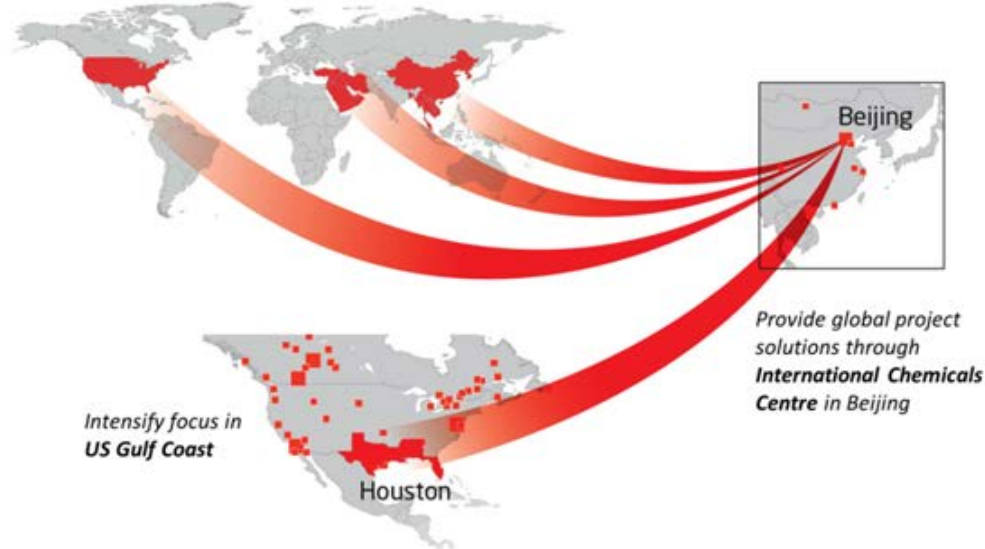 Beijing
Provide global project
solutions through
International Chemicals
Centre in Beijing
Intensify focus in
US Gulf Coast
Houston